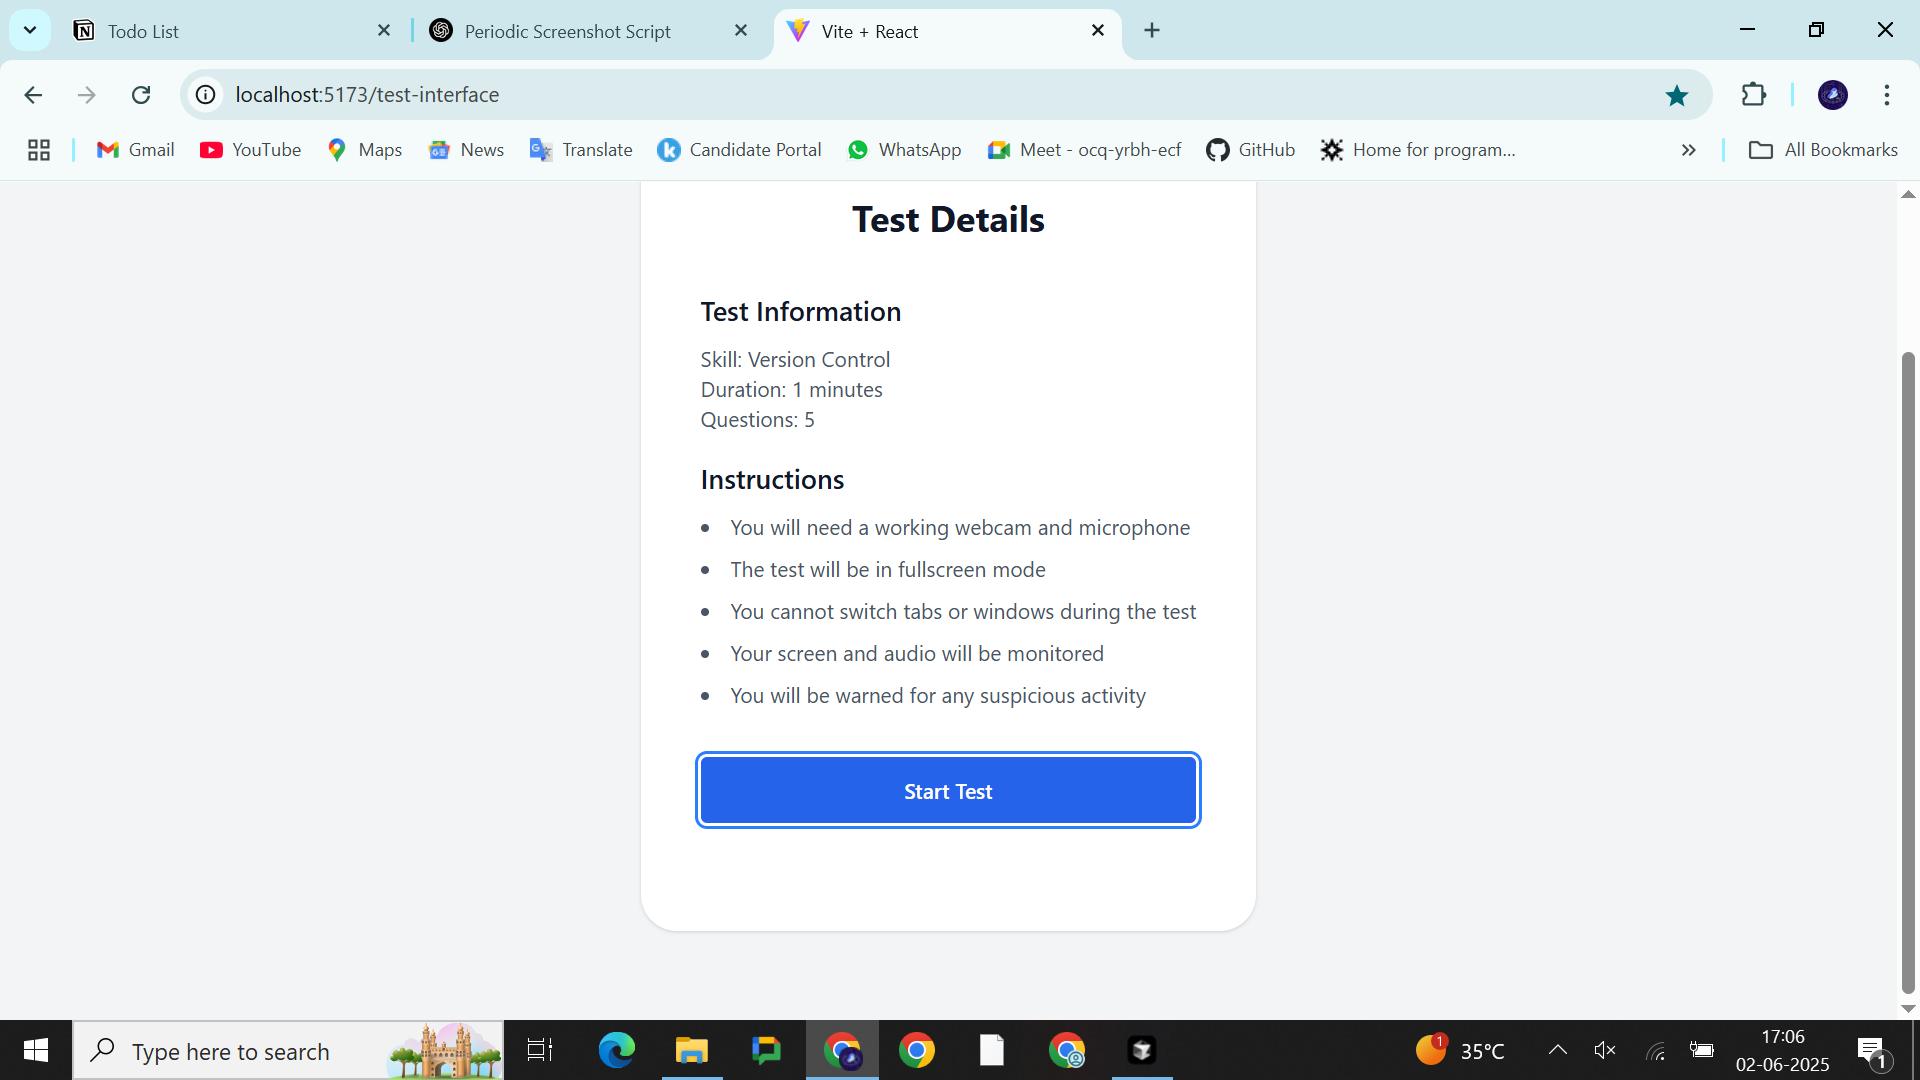 Todo List
Periodic Screenshot Script
Vite + React
localhost:5173/test-interface
Gmail
YouTube
Maps
News
Translate
Candidate Portal
WhatsApp
Meet - ocq-yrbh-ecf
GitHub
Home for program...
All Bookmarks
Test Details
Test Information
Skill: Version Control
Duration: 1 minutes
Questions: 5
Instructions
You will need a working webcam and microphone
The test will be in fullscreen mode
You cannot switch tabs or windows during the test
Your screen and audio will be monitored
You will be warned for any suspicious activity
Start Test
Type here to search
1
35°C
17:06
02-06-2025
1